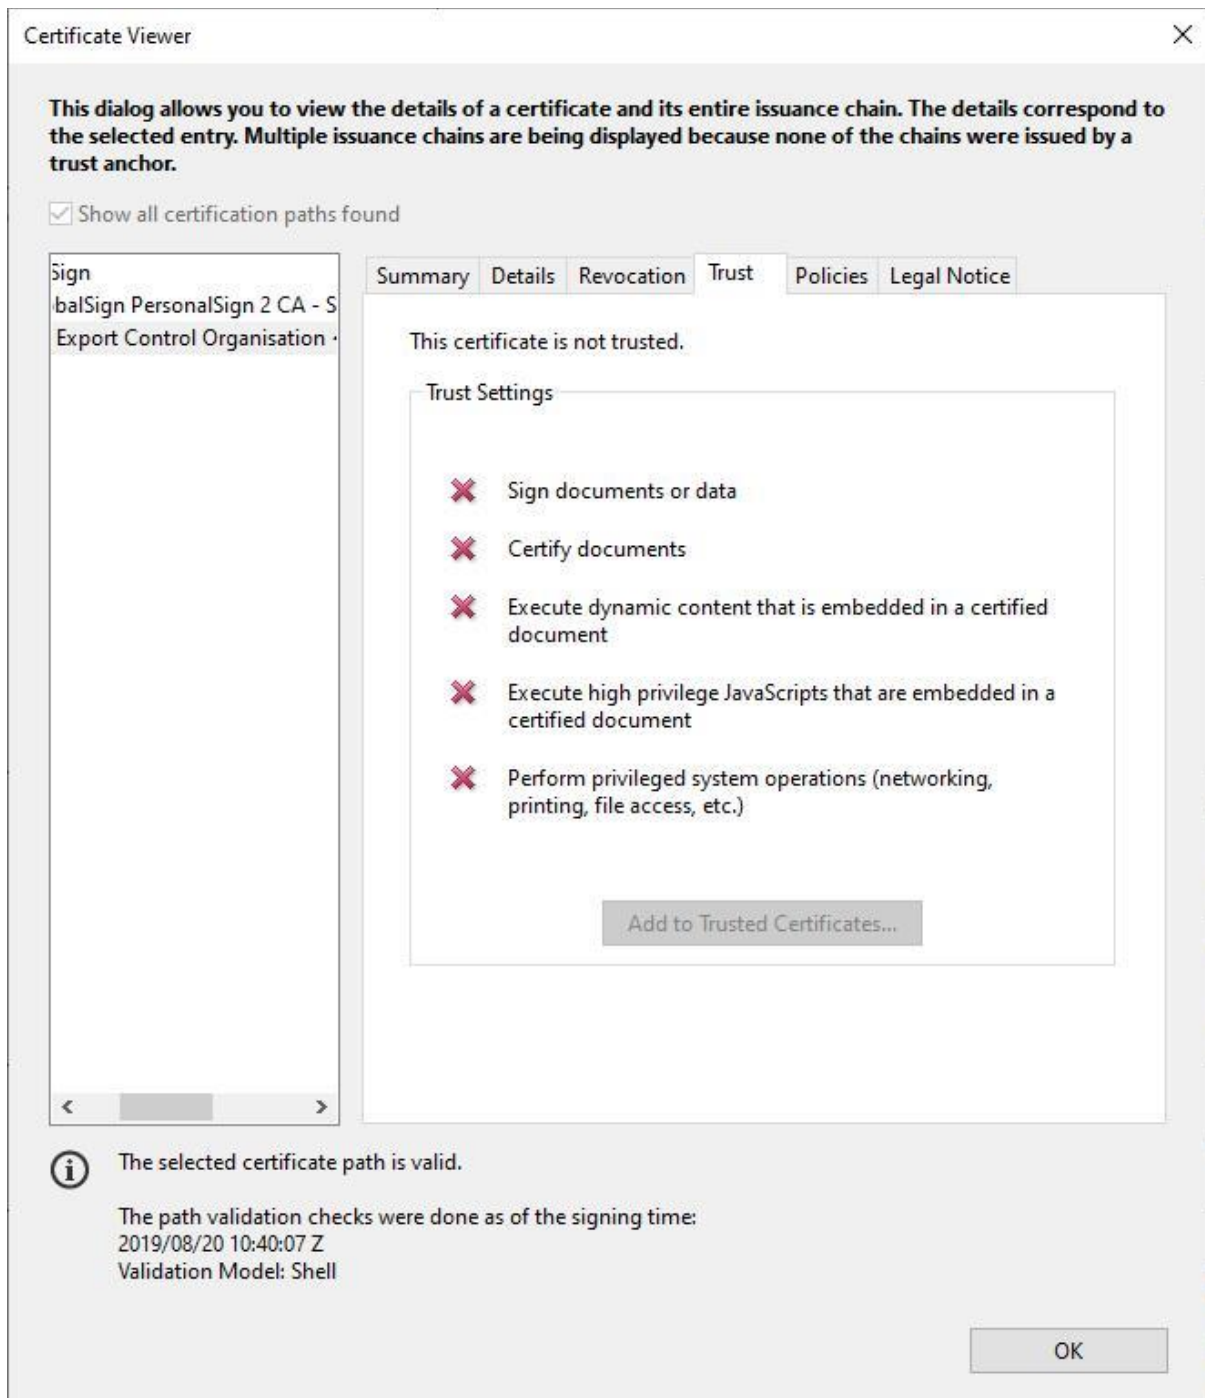 Certificate Viewer
This dialog allows you to view the details of a certificate and its entire issuance chain. The details correspond to
the selected entry. Multiple issuance chains are being displayed because none of the chains were issued by a
trust anchor.
Show all certification paths found
Sign
balSign PersonalSign 2 CA - S
Export Control Organisation
Summary Details Revocation Trust Policies Legal Notice
This certificate is not trusted.
Trust Settings
Sign documents or data
Certify documents
Execute dynamic content that is embedded in a certified
document
Execute high privilege JavaScripts that are embedded in a
certified document
Perform privileged system operations (networking,
printing, file access, etc.)
Add to Trusted Certificates...
The selected certificate path is valid.
The path validation checks were done as of the signing time:
2019/08/20 10:40:07 Z
Validation Model: Shell
OK